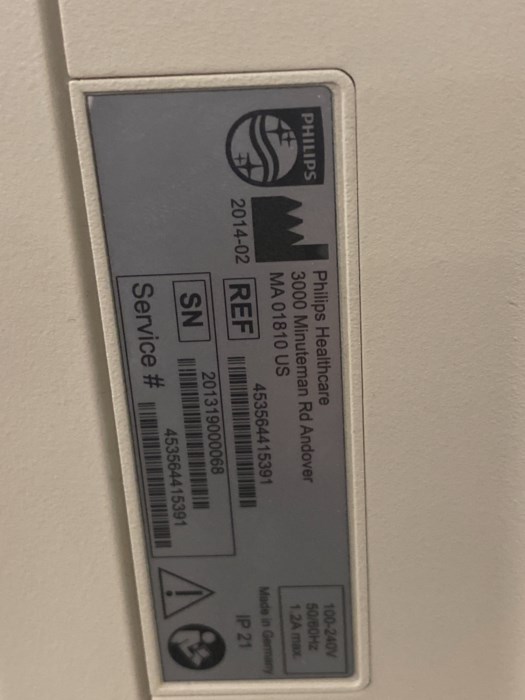 PHILIPS
2014-02
Philips Healthcare
3000 Minuteman Rd Andover
MA 01810 US
REF
453564415391
SN
201319000068
Service #
453564415391
100-240V
50/60Hz
1.2A max.
Made in Germany
IP 21